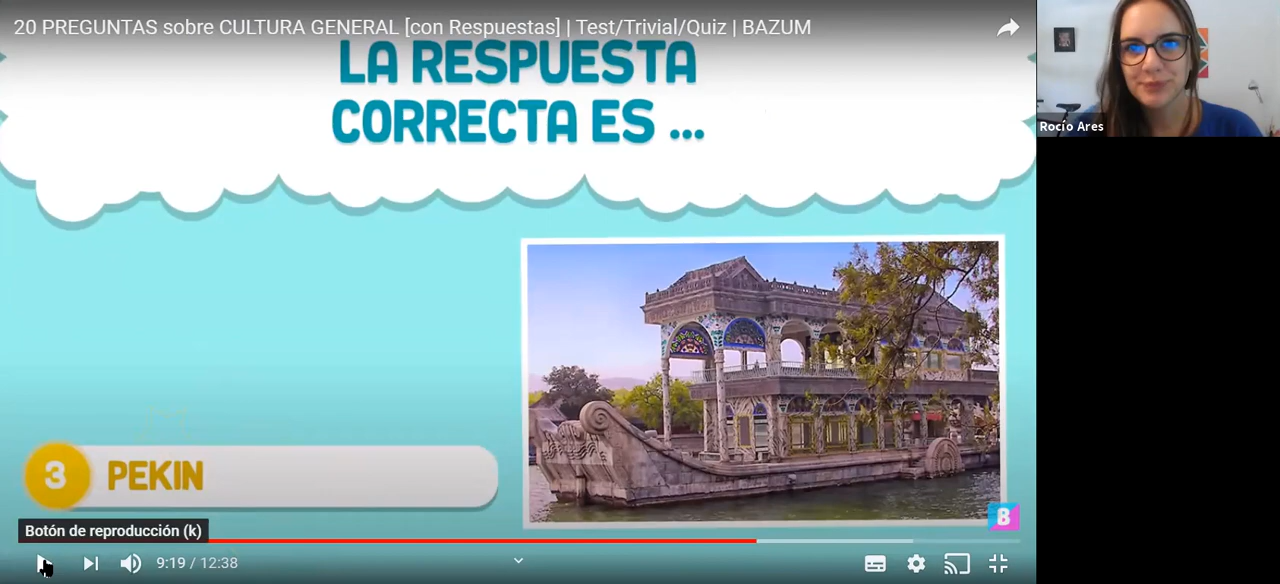 20 PREGUNTAS sobre CULTURA GENERAL [con Respuestas] | Test/Trivial/Quiz | BAZUM
LA RESPUESTA
CORRECTA ES ...
Rocío Ares
3 PEKIN
B
Botón de reproducción (k)
9:19 / 12:38